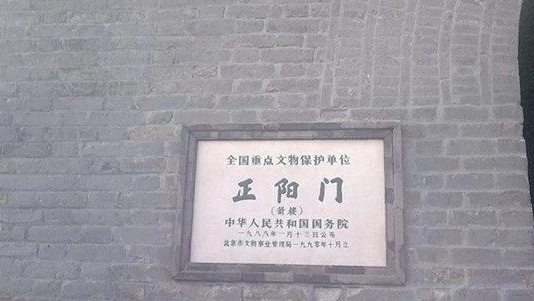 全国重点文物保护单位
正阳门
(箭楼)
中华人民共和国国务院
一九八八年一月十三日公布
北京市文物事业管理局一九九零年十月立